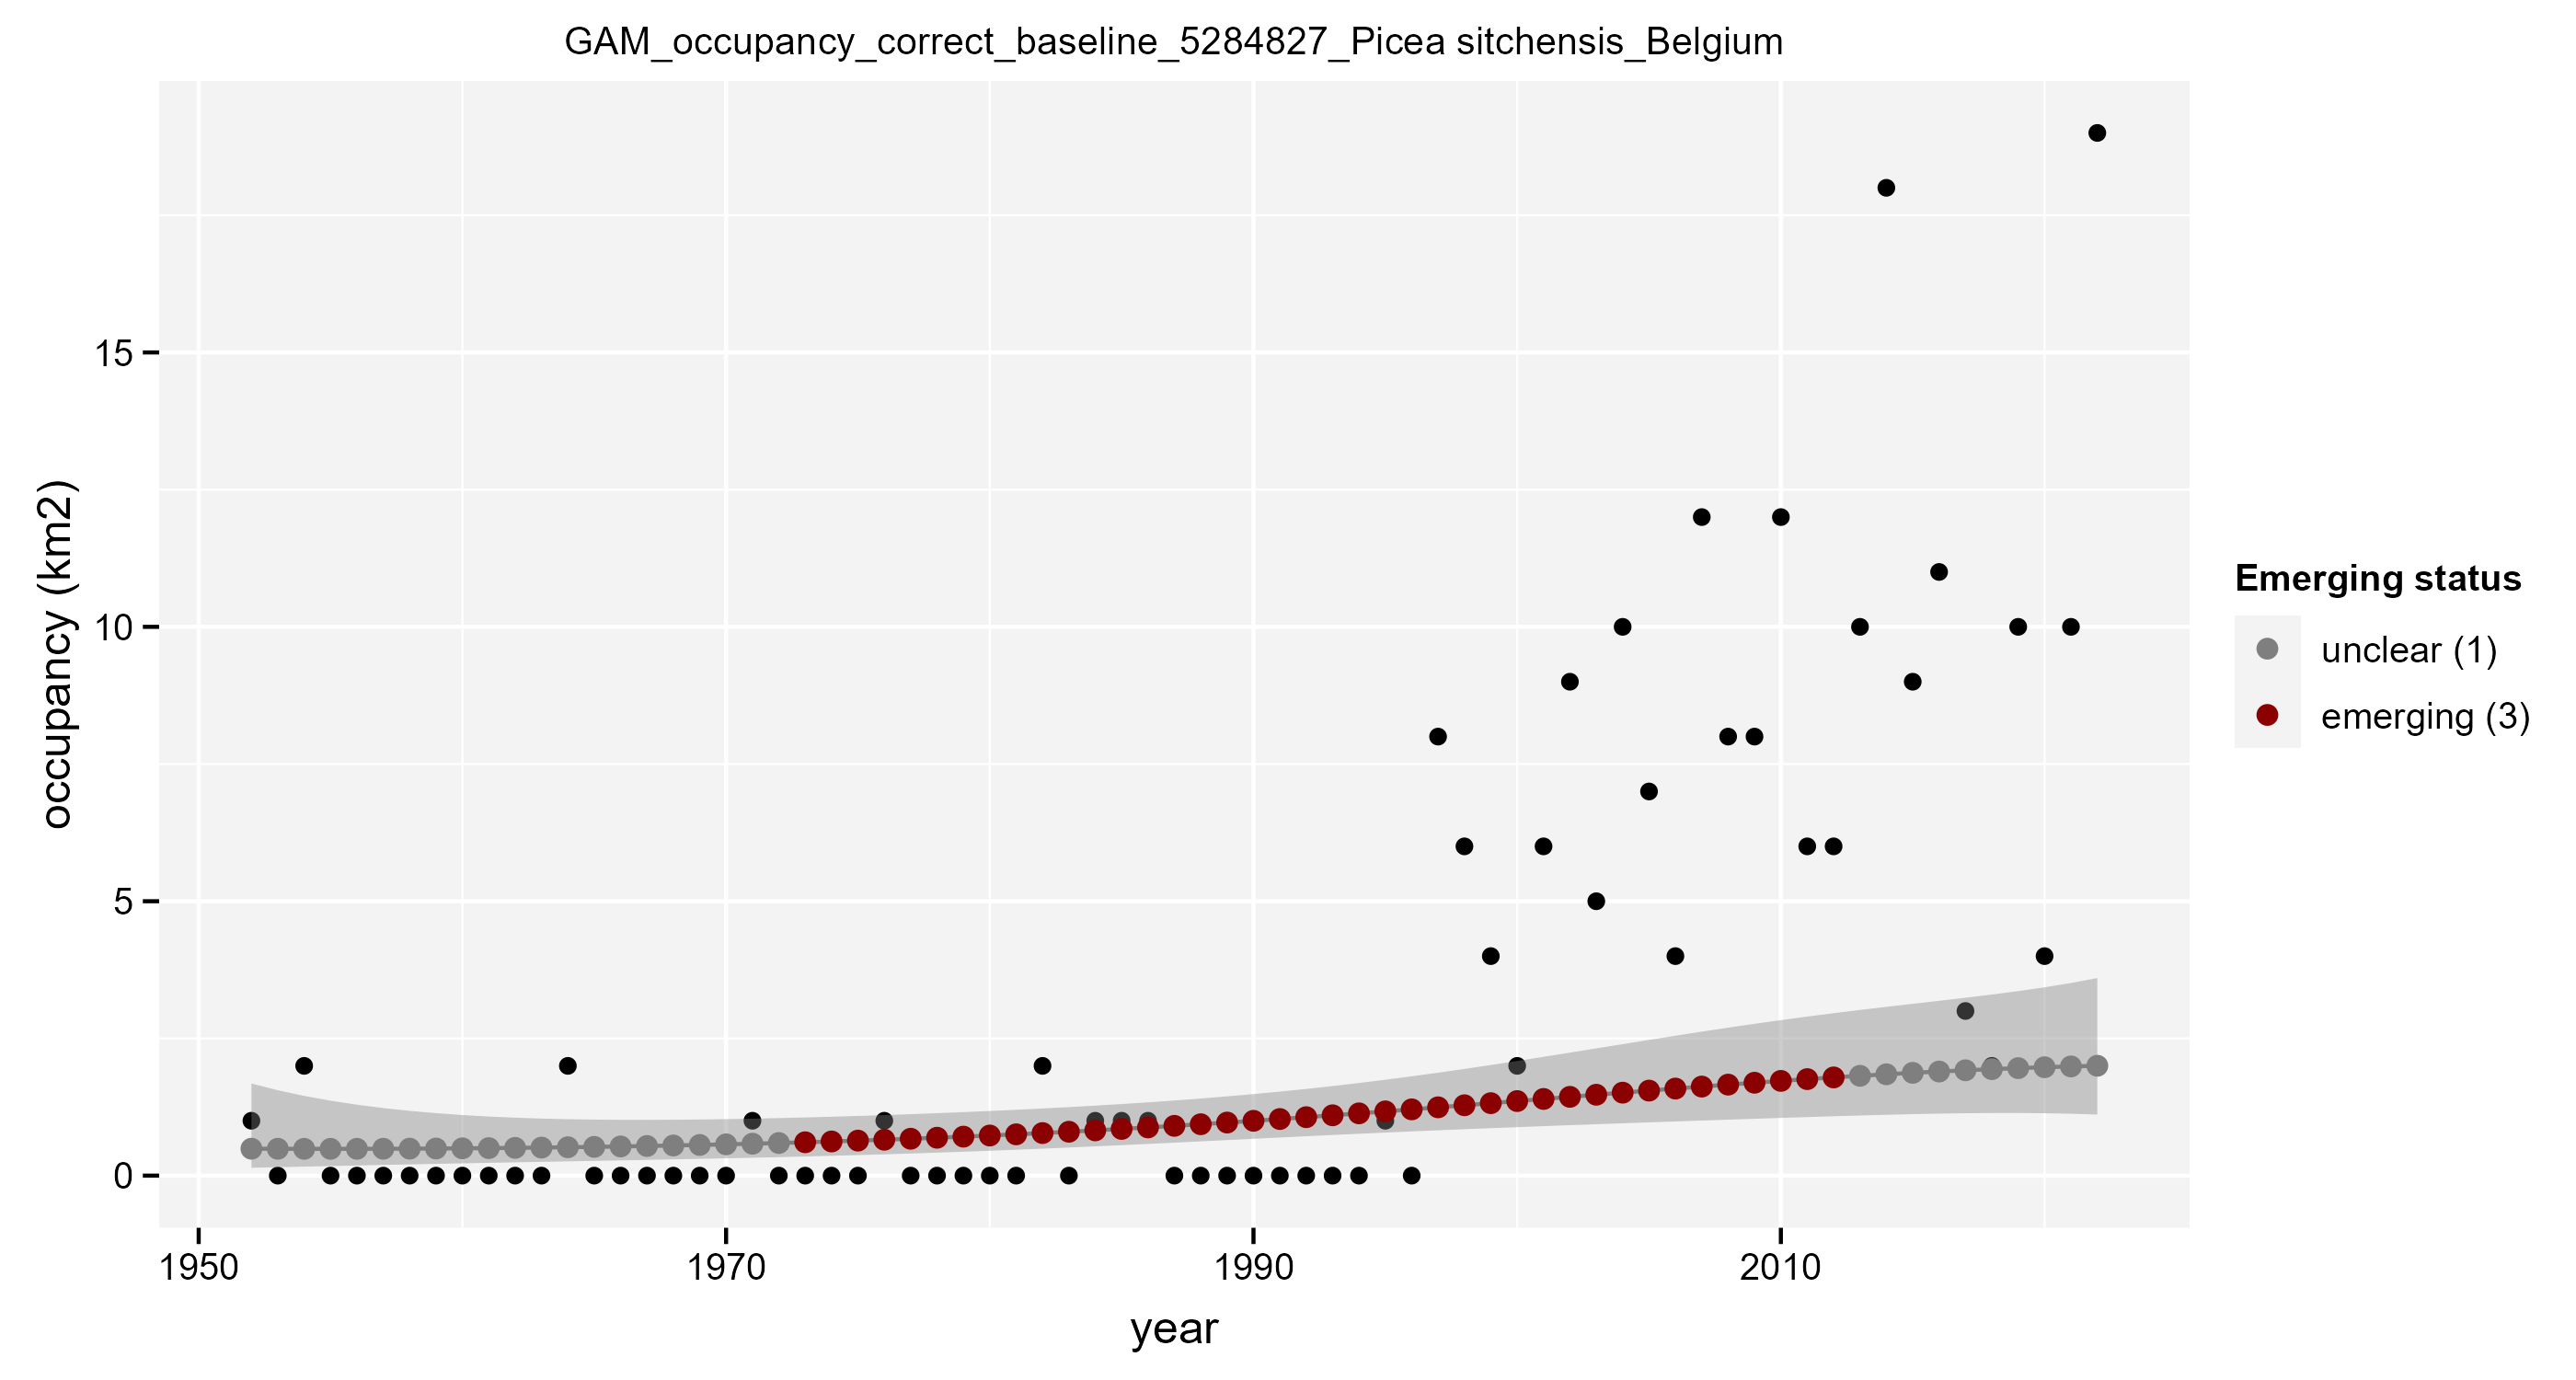 GAM_occupancy_correct_baseline_5284827_Picea sitchensis_Belgium
occupancy (km2)
15
10
5
0
1950 1970 1990 2010
year
Emerging status
unclear (1)
emerging (3)